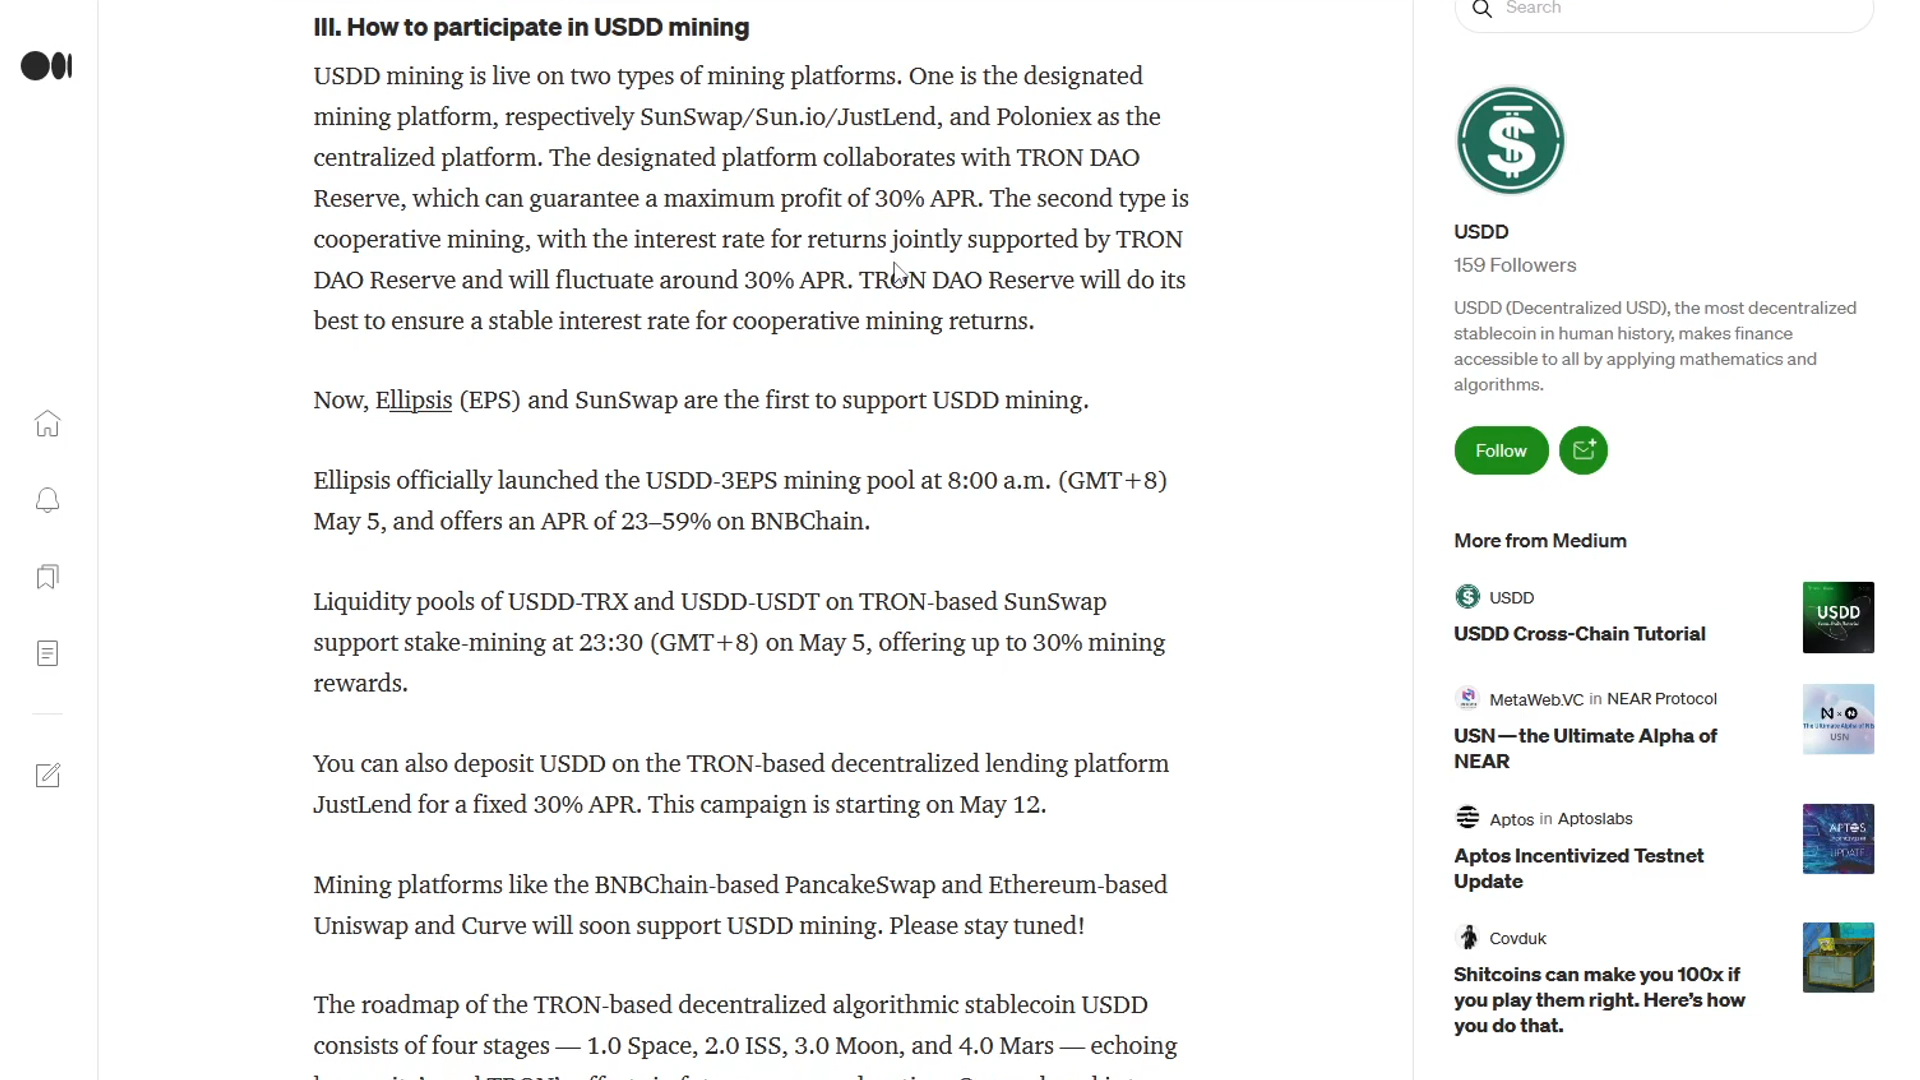 III. How to participate in USDD mining
USDD mining is live on two types of mining platforms. One is the designated
mining platform, respectively SunSwap/Sun.io/JustLend, and Poloniex as the
centralized platform. The designated platform collaborates with TRON DAO
Reserve, which can guarantee a maximum profit of 30% APR. The second type is
cooperative mining, with the interest rate for returns jointly supported by TRON
DAO Reserve and will fluctuate around 30% APR. TRON DAO Reserve will do its
best to ensure a stable interest rate for cooperative mining returns.
Now, Ellipsis (EPS) and SunSwap are the first to support USDD mining.
Ellipsis officially launched the USDD-3EPS mining pool at 8:00 a.m. (GMT+8)
May 5, and offers an APR of 23–59% on BNBChain.
Liquidity pools of USDD-TRX and USDD-USDT on TRON-based SunSwap
support stake-mining at 23:30 (GMT+8) on May 5, offering up to 30% mining
rewards.
You can also deposit USDD on the TRON-based decentralized lending platform
JustLend for a fixed 30% APR. This campaign is starting on May 12.
Mining platforms like the BNBChain-based PancakeSwap and Ethereum-based
Uniswap and Curve will soon support USDD mining. Please stay tuned!
The roadmap of the TRON-based decentralized algorithmic stablecoin USDD
consists of four stages — 1.0 Space, 2.0 ISS, 3.0 Moon, and 4.0 Mars — echoing
Search
USDD
159 Followers
USDD (Decentralized USD), the most decentralized
stablecoin in human history, makes finance
accessible to all by applying mathematics and
algorithms.
Follow
More from Medium
USDD
USDD Cross-Chain Tutorial
USDD
MetaWeb.VC in NEAR Protocol
USN—the Ultimate Alpha of
NEAR
USN
Aptos in Aptoslabs
Aptos Incentivized Testnet
Update
APTOS
UPDATE
Covduk
Shitcoins can make you 100x if
you play them right. Here's how
you do that.